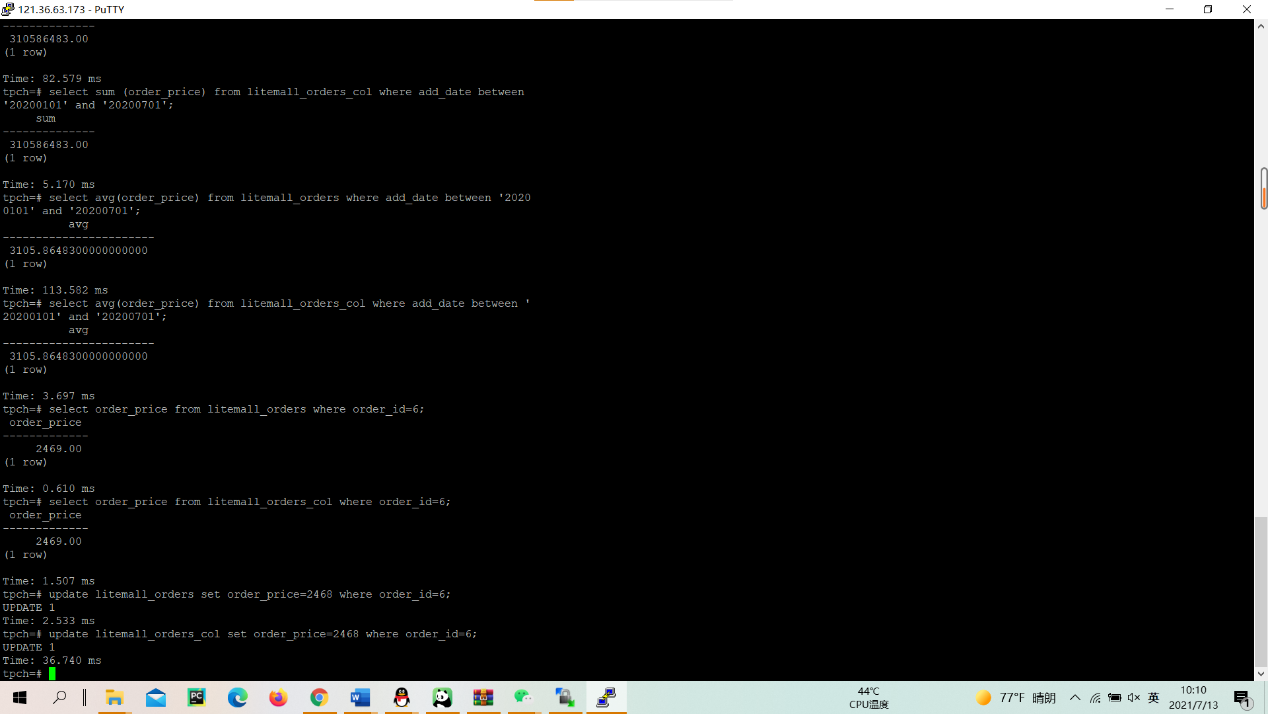 121.36.63.173 - PuTTY
--------------
310586483.00
(1 row)
Time: 82.579 ms
tpch=# select sum (order_price) from litemall_orders_col where add_date between
'20200101' and '20200701';
sum
--------------
310586483.00
(1 row)
Time: 5.170 ms
tpch=# select avg(order_price) from litemall_orders where add_date between '2020
0101' and '20200701';
avg
-----------------------
3105.8648300000000000
(1 row)
Time: 113.582 ms
tpch=# select avg(order_price) from litemall_orders_col where add_date between '
20200101' and '20200701';
avg
-----------------------
3105.8648300000000000
(1 row)
Time: 3.697 ms
tpch=# select order_price from litemall_orders where order_id=6;
order_price
-------------
2469.00
(1 row)
Time: 0.610 ms
tpch=# select order_price from litemall_orders_col where order_id=6;
order_price
-------------
2469.00
(1 row)
Time: 1.507 ms
tpch=# update litemall_orders set order_price=2468 where order_id=6;
UPDATE 1
Time: 2.533 ms
tpch=# update litemall_orders_col set order_price=2468 where order_id=6;
UPDATE 1
Time: 36.740 ms
tpch=#
PC
W
44℃
CPU温度
77°F 晴朗
英
10:10
2021/7/13
1